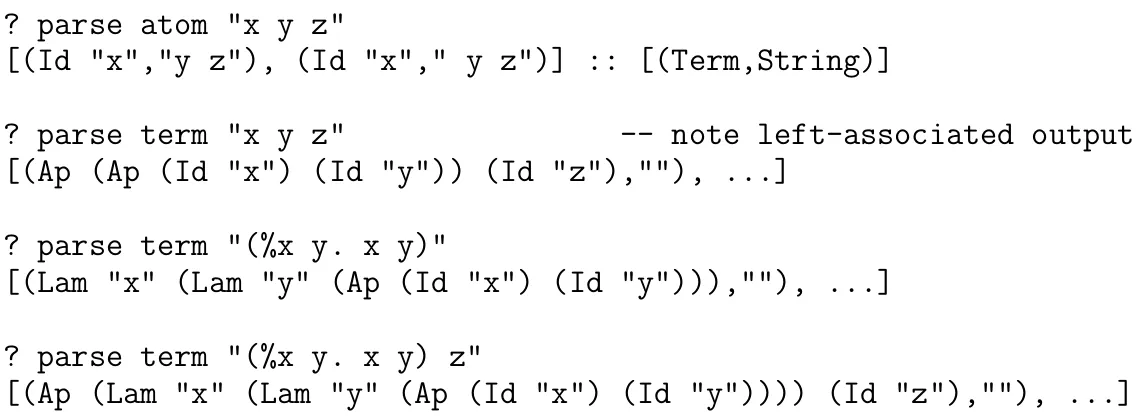 ? parse atom "x y z"
[(Id "x","y z"), (Id "x"," y z")] :: [(Term,String)]
? parse term "x y z" -- note left-associated output
[(Ap (Ap (Id "x") (Id "y")) (Id "z"),""), ...]
? parse term "(%x y. x y)"
[(Lam "x" (Lam "y" (Ap (Id "x") (Id "y"))),""), ...]
? parse term "(%x y. x y) z"
[(Ap (Lam "x" (Lam "y" (Ap (Id "x") (Id "y")))) (Id "z"),""), ...]